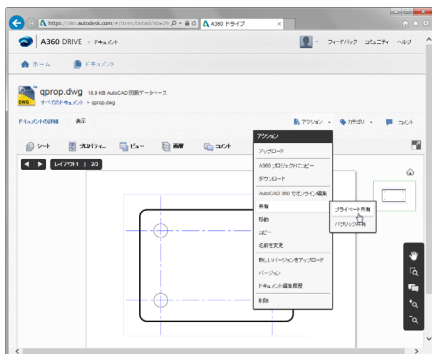 https://360.autodesk.com/#/Item/Details?id=29
A360 ドライブ
A360 DRIVE
ドキュメント
フィードバック コミュニティ ヘルプ
ホーム
ドキュメント
qprop.dwg 18.9 KB AutoCAD 図面データベース
すべてのドキュメント > qprop.dwg
DWG
ドキュメントの詳細 表示
アクション カテゴリ コメント
シート プロパティ... ビュー 画層 コメント
レイアウト1 | 2D
アクション
アップロード
A360 プロジェクトにコピー
ダウンロード
AutoCAD 360 でオンライン編集
共有
プライベート共有
パブリック共有
移動
コピー
名前を変更
新しいバージョンをアップロード
バージョン
ドキュメント編集履歴
削除